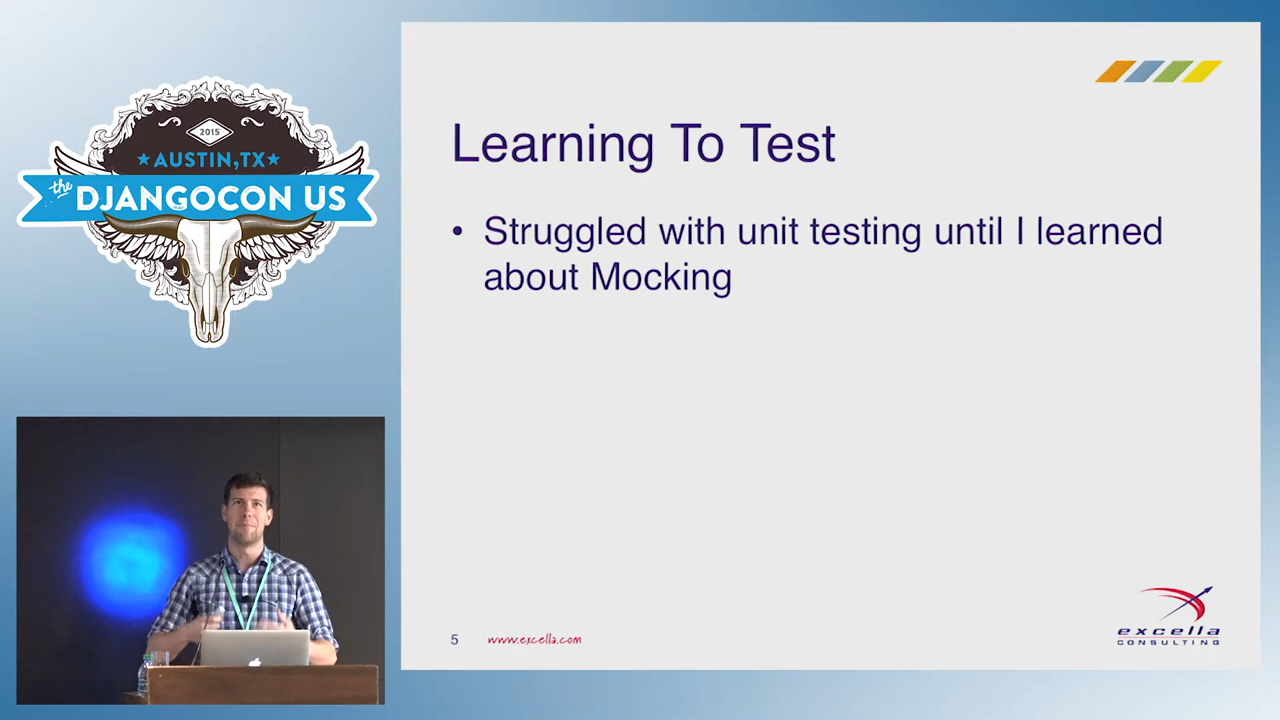 2015
AUSTIN, TX
the
DJANGOCON US
Learning To Test
• Struggled with unit testing until I learned
about Mocking
5
www.excella.com
excella
CONSULTING